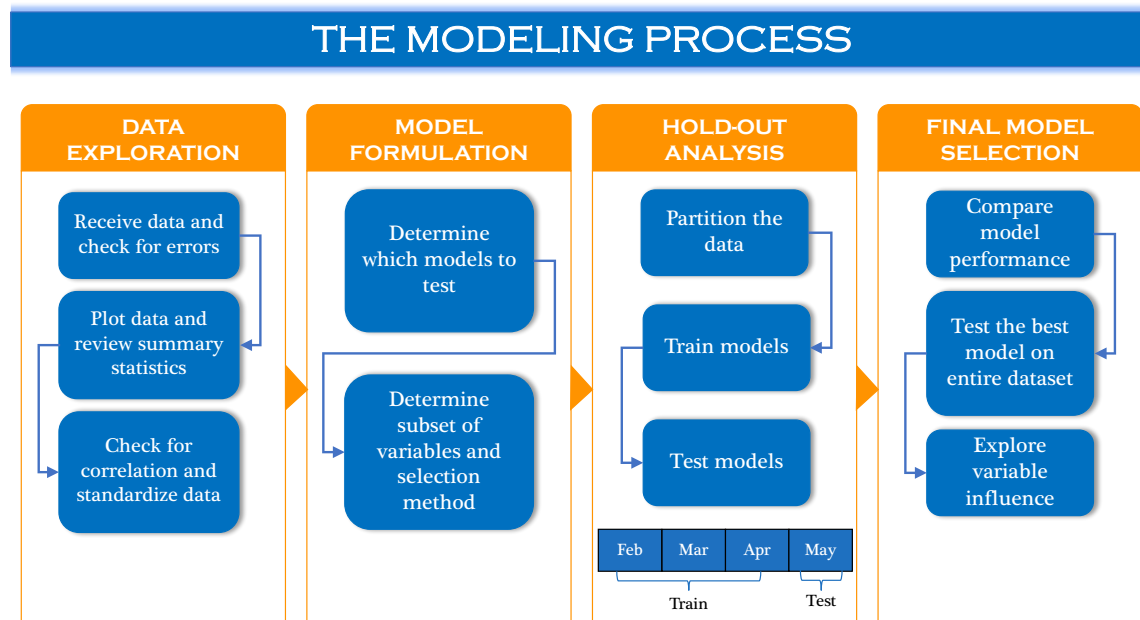 THE MODELING PROCESS
DATA
EXPLORATION
Receive data and
check for errors
Plot data and
review summary
statistics
Check for
correlation and
standardize data
MODEL
FORMULATION
Determine
which models to
test
Determine
subset of
variables and
selection
method
HOLD-OUT
ANALYSIS
Partition the
data
Train models
Test models
Feb Mar Apr May
Train Test
FINAL MODEL
SELECTION
Compare
model
performance
Test the best
model on
entire dataset
Explore
variable
influence